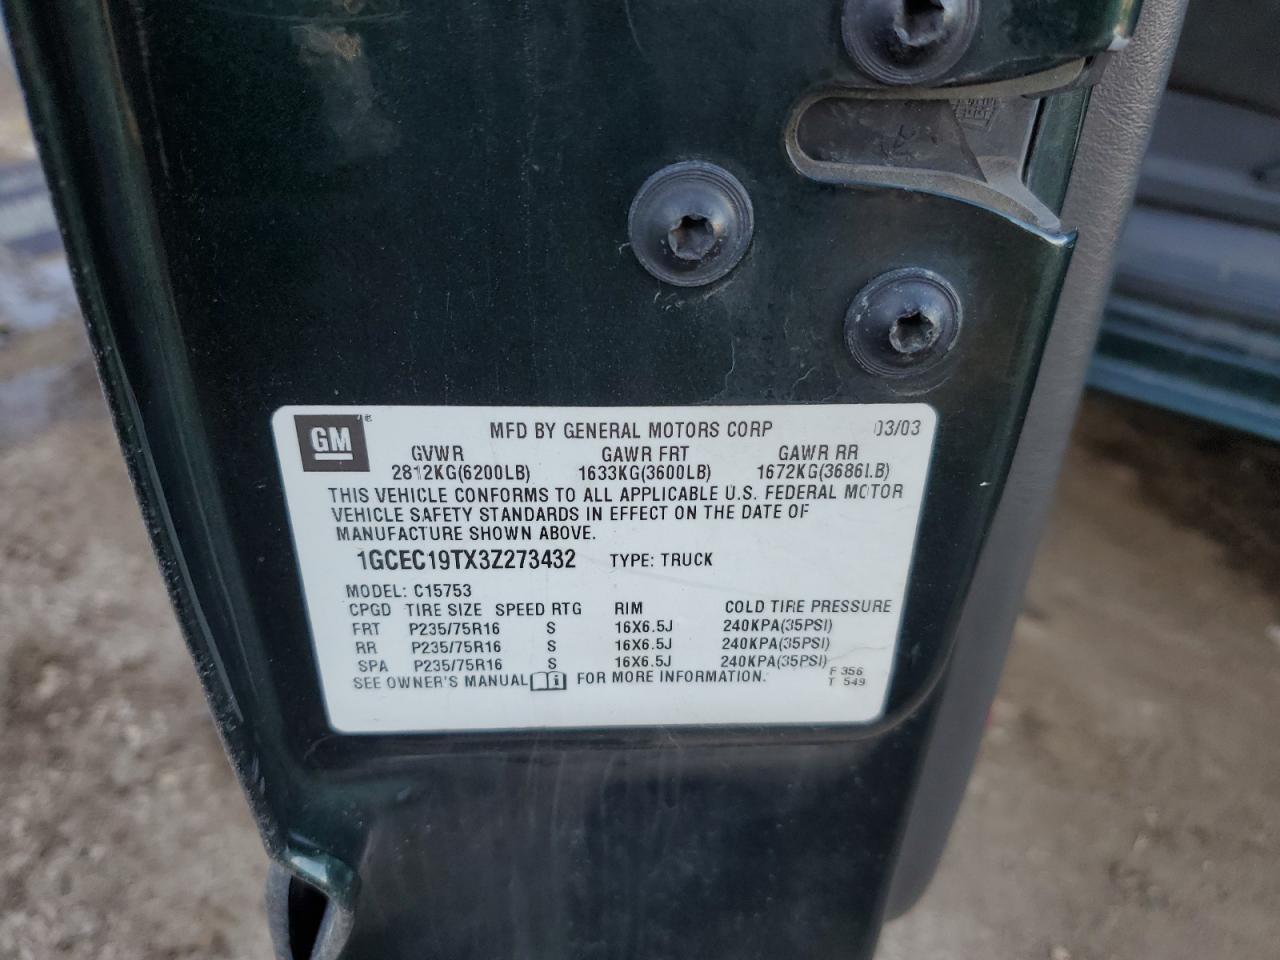 GM ® MFD BY GENERAL MOTORS CORP 03/03
GVWR GAWR FRT GAWR RR
2812KG(6200LB) 1633KG(3600LB) 1672KG(3686LB)
THIS VEHICLE CONFORMS TO ALL APPLICABLE U.S. FEDERAL MOTOR
VEHICLE SAFETY STANDARDS IN EFFECT ON THE DATE OF
MANUFACTURE SHOWN ABOVE.
1GCEC19TX3Z273432 TYPE: TRUCK
MODEL: C15753
CPGD TIRE SIZE SPEED RTG RIM COLD TIRE PRESSURE
FRT P235/75R16 S 16X6.5J 240KPA(35PSI)
RR P235/75R16 S 16X6.5J 240KPA(35PSI)
SPA P235/75R16 S 16X6.5J 240KPA(35PSI)
SEE OWNER'S MANUAL i FOR MORE INFORMATION.
F 356
T 549